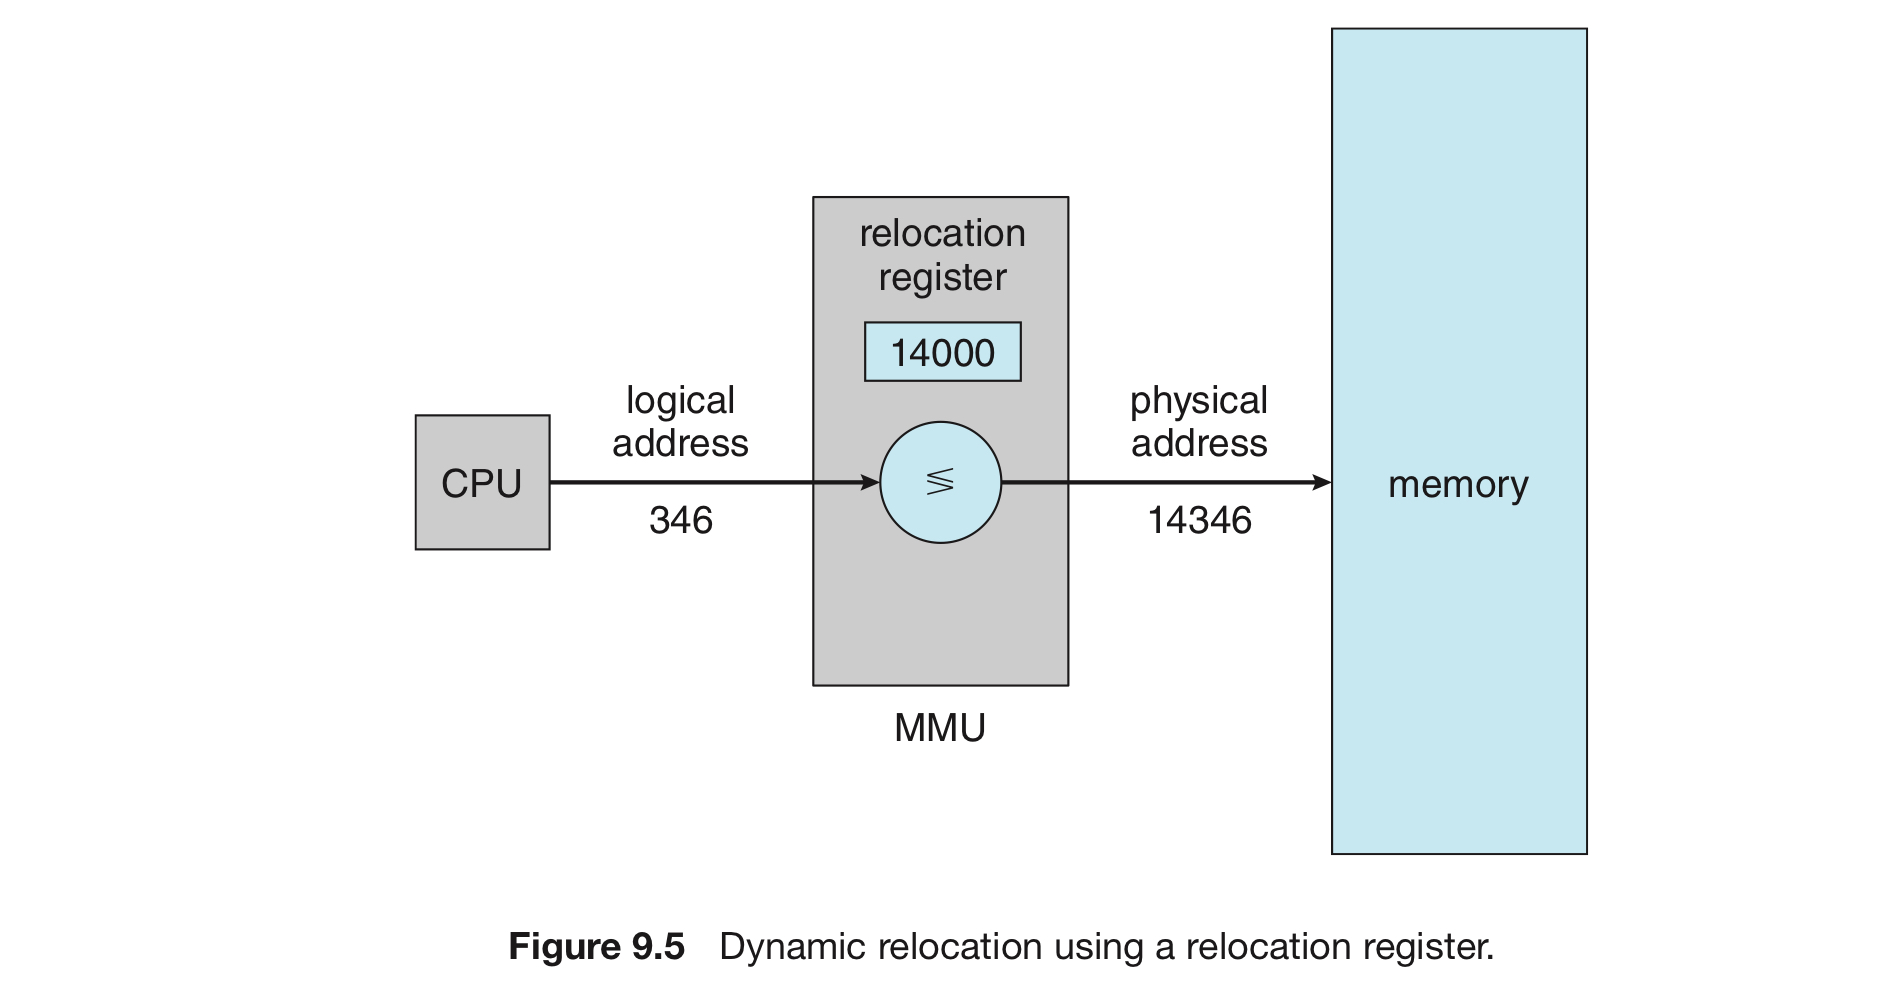 relocation
register
14000
logical
address
physical
address
CPU
≶
memory
346
14346
MMU
Figure 9.5 Dynamic relocation using a relocation register.